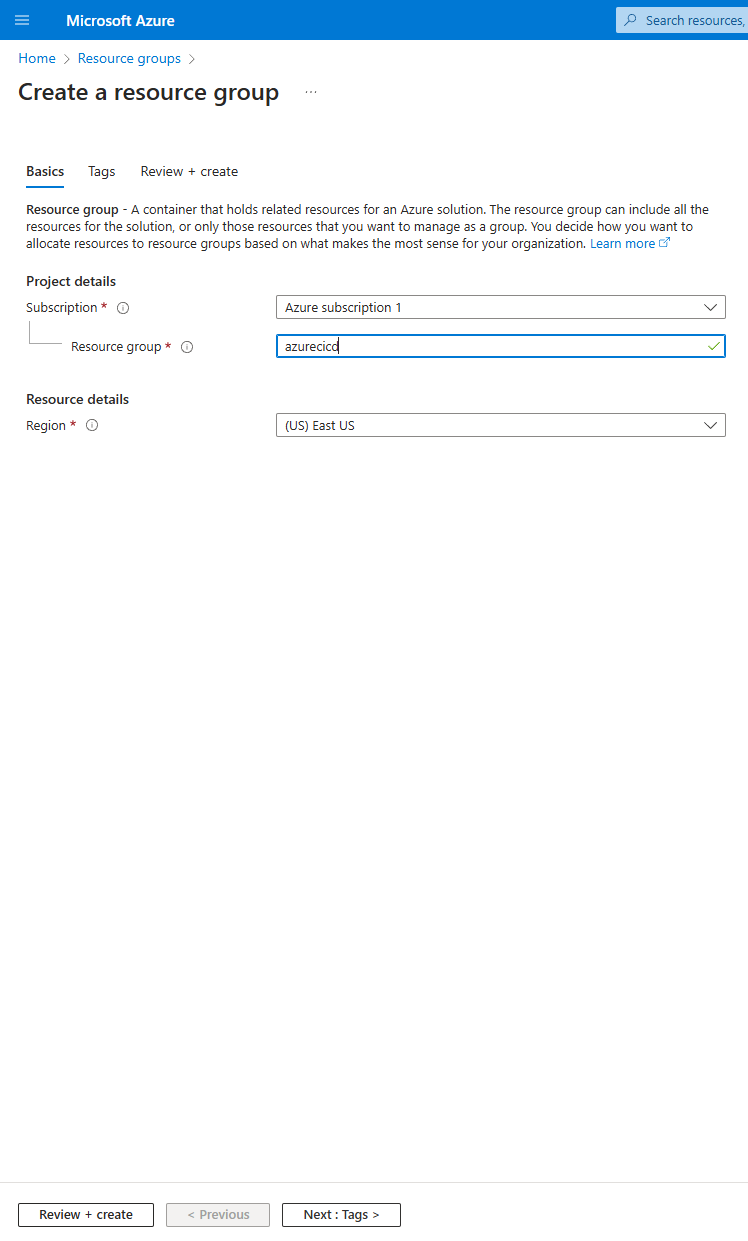 Microsoft Azure
Search resources,
Home > Resource groups >
Create a resource group ...
Basics Tags Review + create
Resource group - A container that holds related resources for an Azure solution. The resource group can include all the
resources for the solution, or only those resources that you want to manage as a group. You decide how you want to
allocate resources to resource groups based on what makes the most sense for your organization. Learn more
Project details
Subscription *
Azure subscription 1
Resource group *
azurecicd
Resource details
Region *
(US) East US
Review + create
< Previous
Next : Tags >